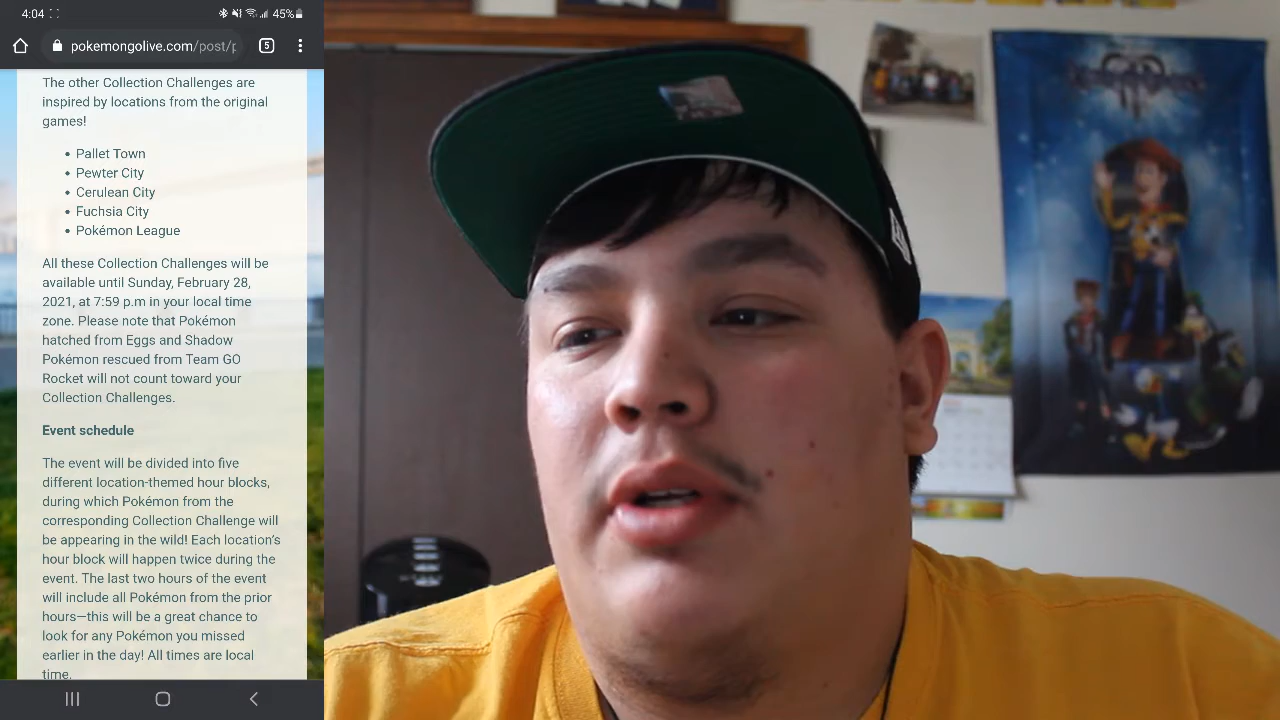 4:04
45%
pokemongolive.com/post/p
5
The other Collection Challenges are
inspired by locations from the original
games!
• Pallet Town
• Pewter City
• Cerulean City
• Fuchsia City
• Pokémon League
All these Collection Challenges will be
available until Sunday, February 28,
2021, at 7:59 p.m in your local time
zone. Please note that Pokémon
hatched from Eggs and Shadow
Pokémon rescued from Team GO
Rocket will not count toward your
Collection Challenges.
Event schedule
The event will be divided into five
different location-themed hour blocks,
during which Pokémon from the
corresponding Collection Challenge will
be appearing in the wild! Each location's
hour block will happen twice during the
event. The last two hours of the event
will include all Pokémon from the prior
hours—this will be a great chance to
look for any Pokémon you missed
earlier in the day! All times are local
time.